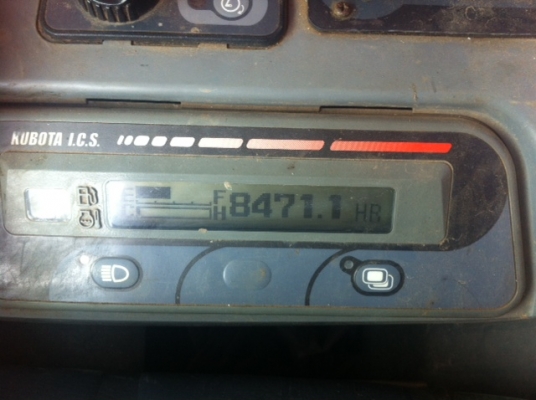 KUBOTA I.C.S.
F
H 8471.1 HR